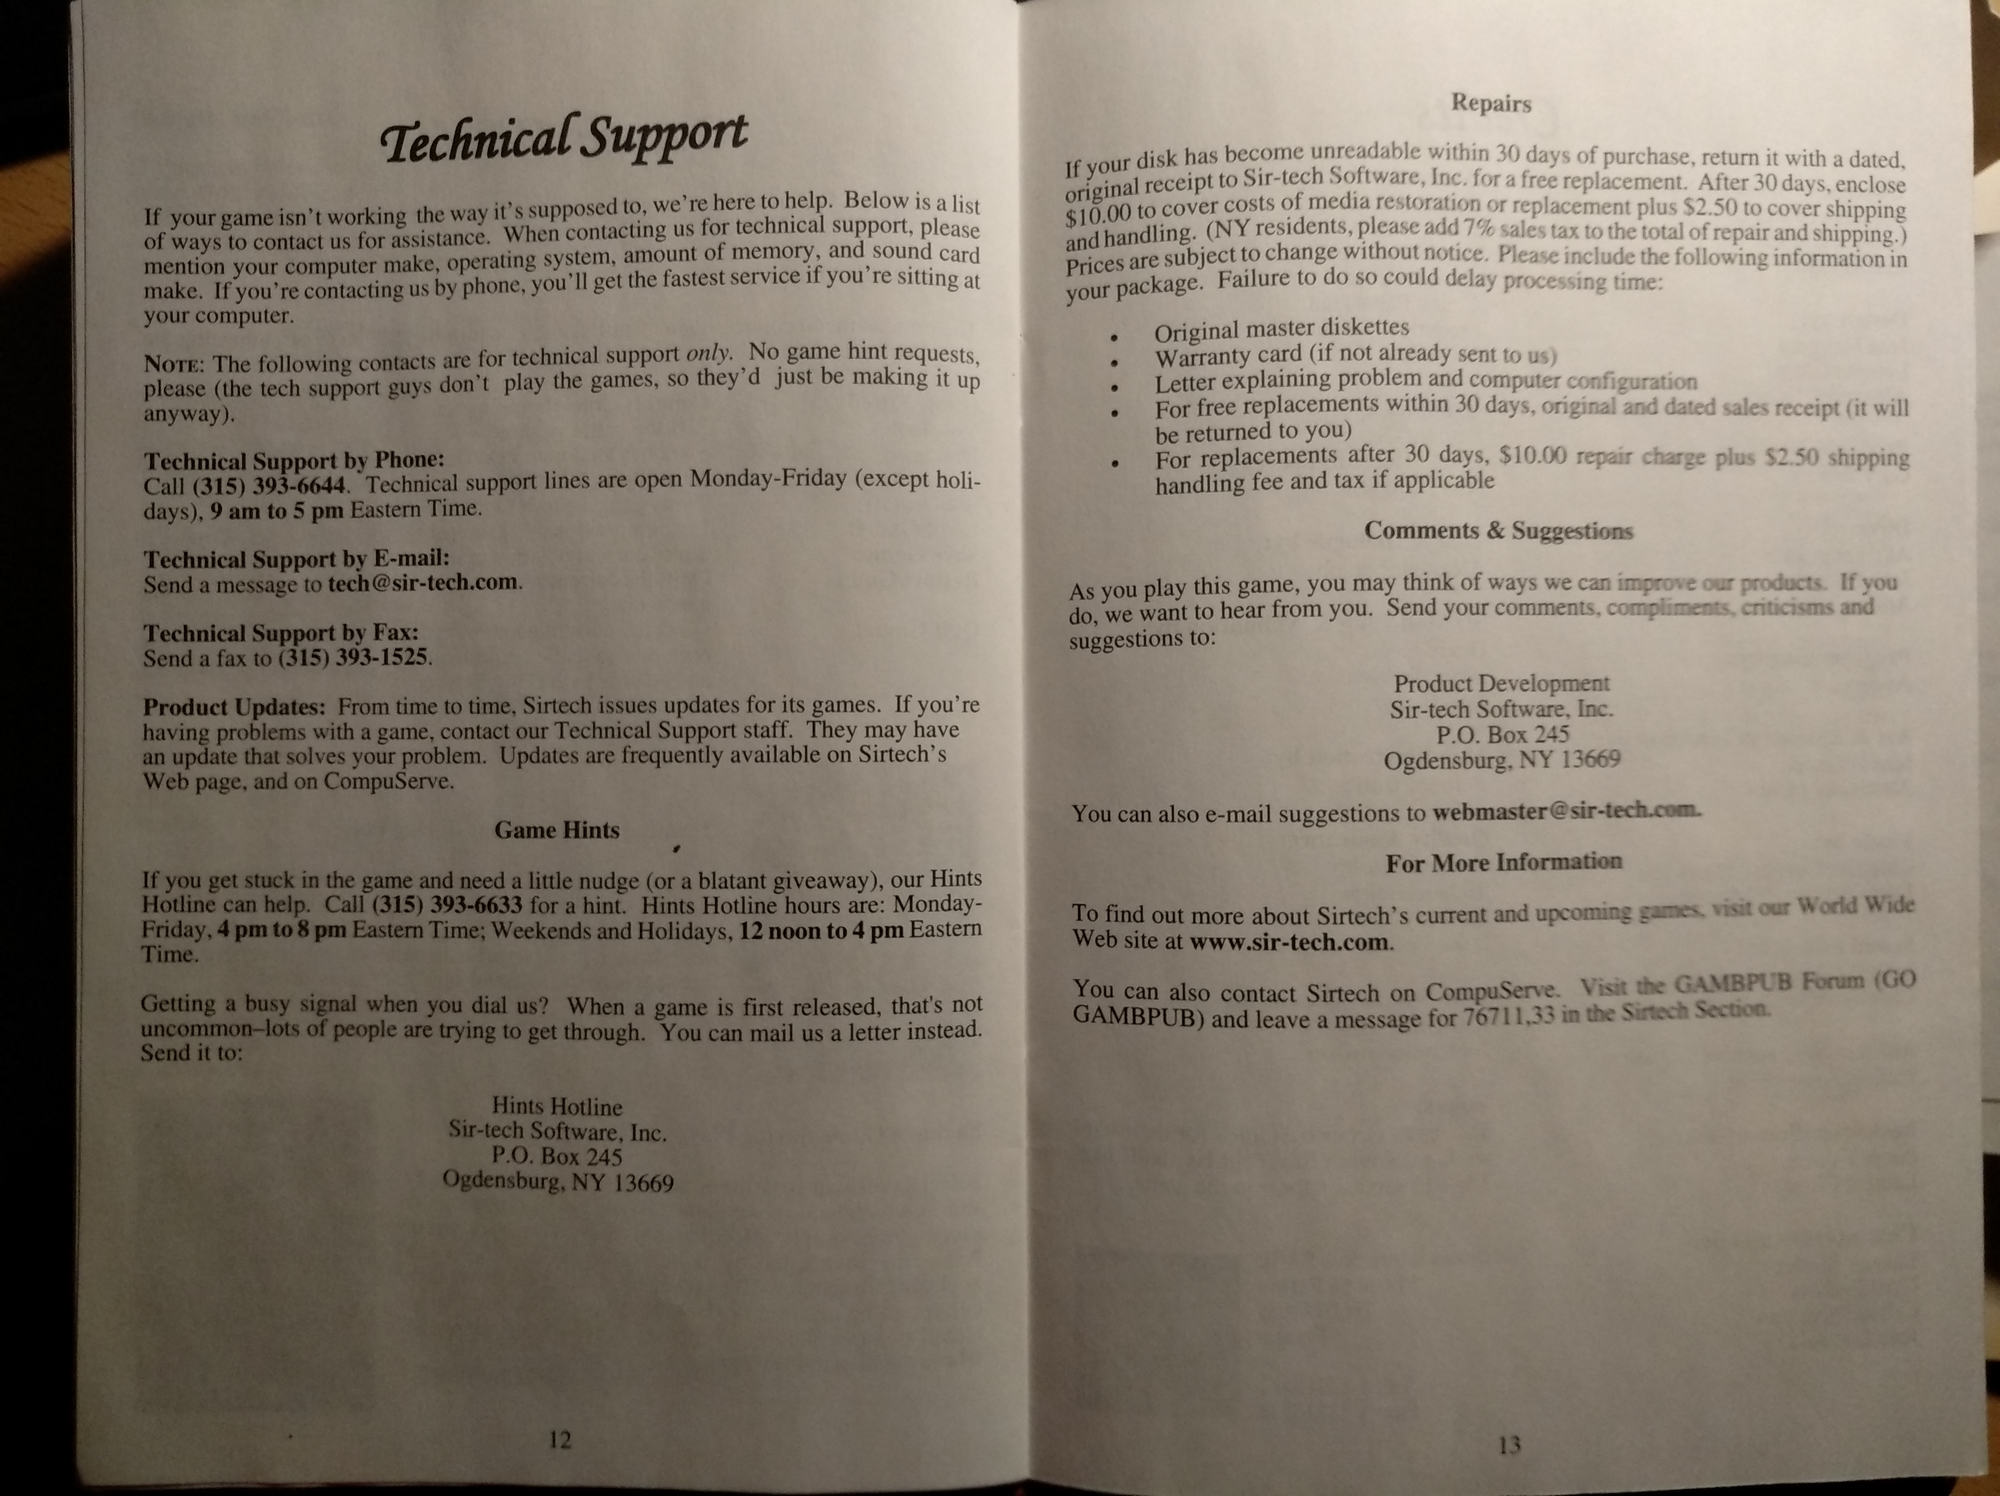 Technical Support
If your game isn't working the way it's supposed to, we're here to help. Below is a list
of ways to contact us for assistance. When contacting us for technical support, please
mention your computer make, operating system, amount of memory, and sound card
make. If you're contacting us by phone, you'll get the fastest service if you're sitting at
your computer.
NOTE: The following contacts are for technical support only. No game hint requests,
please (the tech support guys don't play the games, so they'd just be making it up
anyway).
Technical Support by Phone:
Call (315) 393-6644. Technical support lines are open Monday-Friday (except holi-
days), 9 am to 5 pm Eastern Time.
Technical Support by E-mail:
Send a message to tech@sir-tech.com.
Technical Support by Fax:
Send a fax to (315) 393-1525.
Product Updates: From time to time, Sirtech issues updates for its games. If you're
having problems with a game, contact our Technical Support staff. They may have
an update that solves your problem. Updates are frequently available on Sirtech's
Web page, and on CompuServe.
Game Hints
If you get stuck in the game and need a little nudge (or a blatant giveaway), our Hints
Hotline can help. Call (315) 393-6633 for a hint. Hints Hotline hours are: Monday-
Friday, 4 pm to 8 pm Eastern Time; Weekends and Holidays, 12 noon to 4 pm Eastern
Time.
Getting a busy signal when you dial us? When a game is first released, that's not
uncommon–lots of people are trying to get through. You can mail us a letter instead.
Send it to:
Hints Hotline
Sir-tech Software, Inc.
P.O. Box 245
Ogdensburg, NY 13669
12
Repairs
If your disk has become unreadable within 30 days of purchase, return it with a dated,
original receipt to Sir-tech Software, Inc. for a free replacement. After 30 days, enclose
$10.00 to cover costs of media restoration or replacement plus $2.50 to cover shipping
and handling. (NY residents, please add 7% sales tax to the total of repair and shipping.)
Prices are subject to change without notice. Please include the following information in
your package. Failure to do so could delay processing time:
• Original master diskettes
• Warranty card (if not already sent to us)
• Letter explaining problem and computer configuration
• For free replacements within 30 days, original and dated sales receipt (it will
be returned to you)
• For replacements after 30 days, $10.00 repair charge plus $2.50 shipping
handling fee and tax if applicable
Comments & Suggestions
As you play this game, you may think of ways we can improve our products. If you
do, we want to hear from you. Send your comments, compliments, criticisms and
suggestions to:
Product Development
Sir-tech Software, Inc.
P.O. Box 245
Ogdensburg, NY 13669
You can also e-mail suggestions to webmaster@sir-tech.com.
For More Information
To find out more about Sirtech's current and upcoming games, visit our World Wide
Web site at www.sir-tech.com.
You can also contact Sirtech on CompuServe. Visit the GAMBPUB Forum (GO
GAMBPUB) and leave a message for 76711,33 in the Sirtech Section.
13